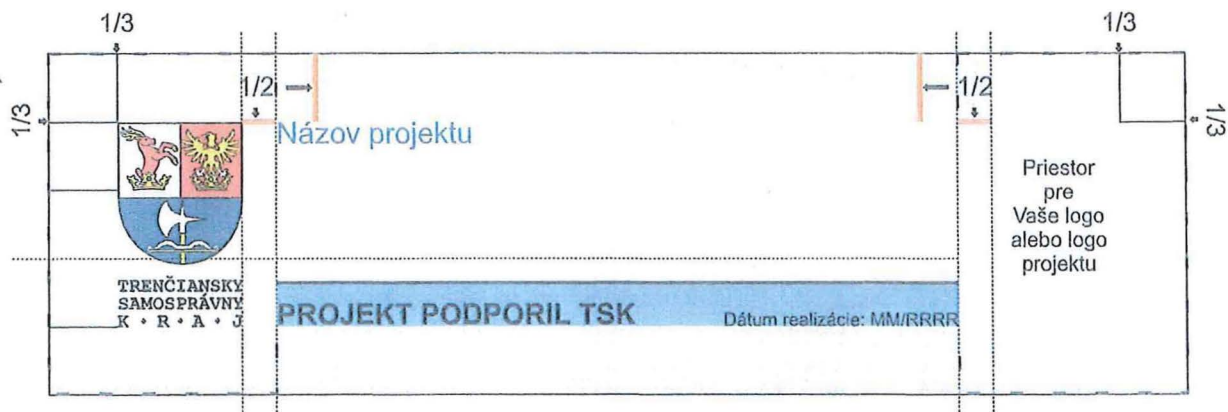 1/3
1/3
1/2
1/2
1/3
1/3
Názov projektu
Priestor
pre
Vaše logo
alebo logo
projektu
TRENČIANSKY
SAMOSPRÁVNY
K • R • A • J
PROJEKT PODPORIL TSK
Dátum realizácie: MM/RRRR